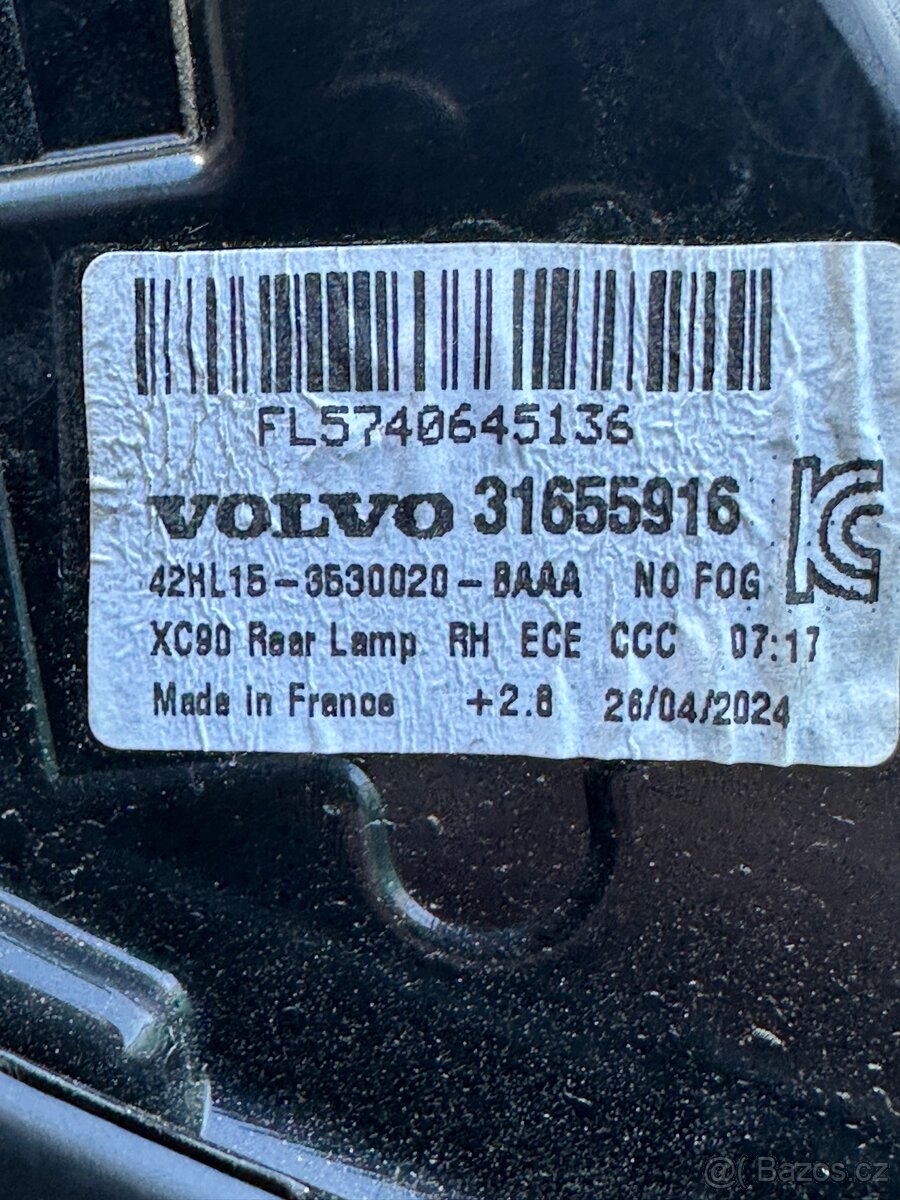 FL5740645136
VOLVO 31655916
42HL15-3530020-BAAA NO FOG
XC90 Rear Lamp RH ECE CCC 07:17
Made in France +2.8 26/04/2024
@( Bazos.cz